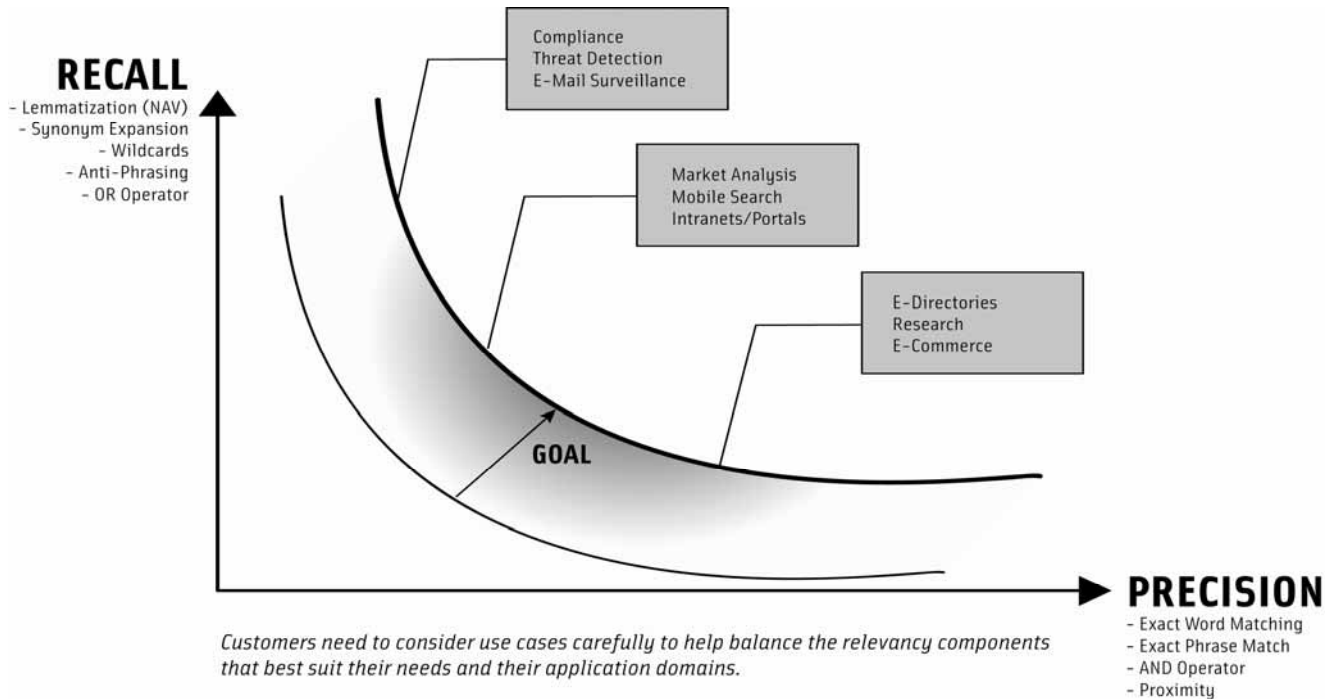 RECALL
- Lemmatization (NAV)
- Synonym Expansion
- Wildcards
- Anti-Phrasing
- OR Operator
Compliance
Threat Detection
E-Mail Surveillance
Market Analysis
Mobile Search
Intranets/Portals
E-Directories
Research
E-Commerce
GOAL
PRECISION
- Exact Word Matching
- Exact Phrase Match
- AND Operator
- Proximity
Customers need to consider use cases carefully to help balance the relevancy components
that best suit their needs and their application domains.